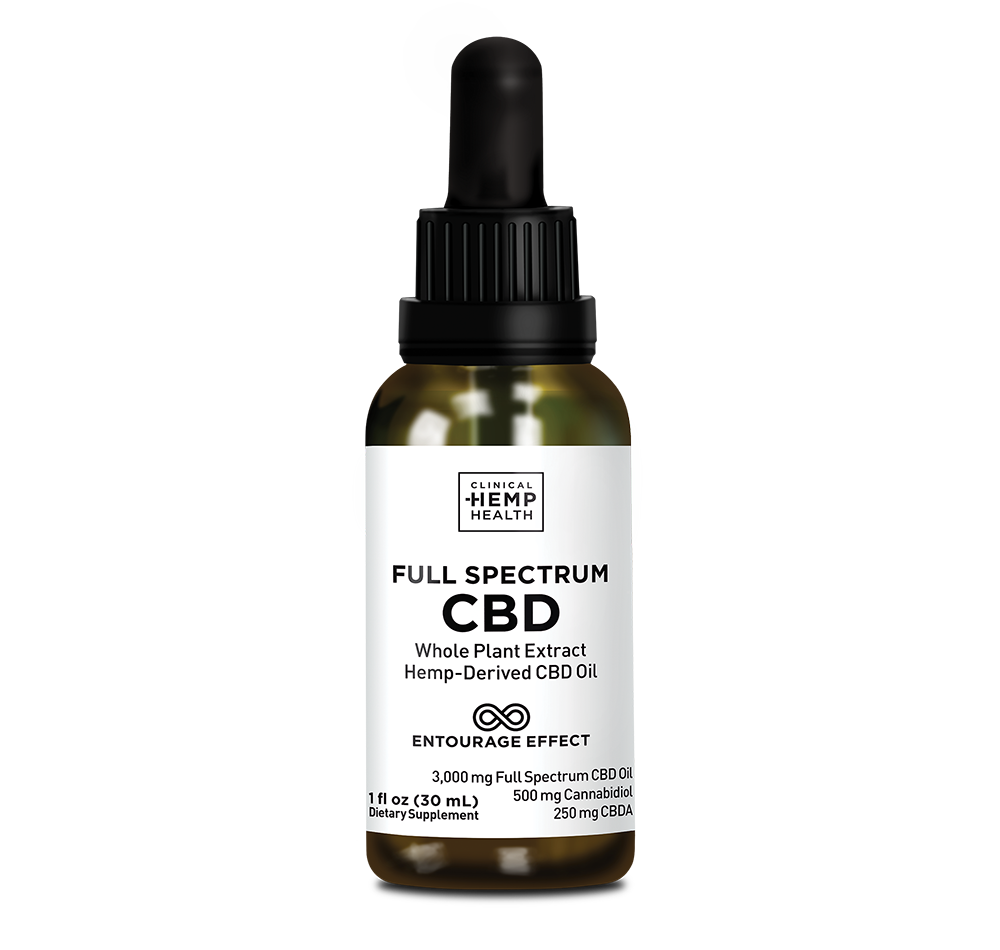 CLINICAL
HEMP
HEALTH
FULL SPECTRUM
CBD
Whole Plant Extract
Hemp-Derived CBD Oil
ENTOURAGE EFFECT
3,000 mg Full Spectrum CBD Oil
500 mg Cannabidiol
250 mg CBDA
1 fl oz (30 mL)
Dietary Supplement